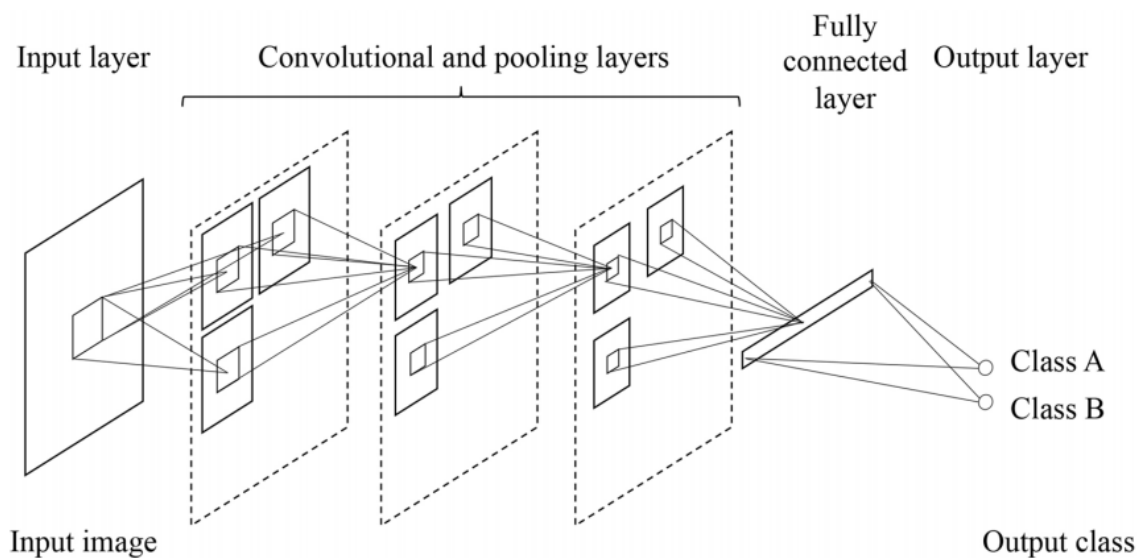 Input layer
Convolutional and pooling layers
Fully
connected
layer
Output layer
Class A
Class B
Input image
Output class